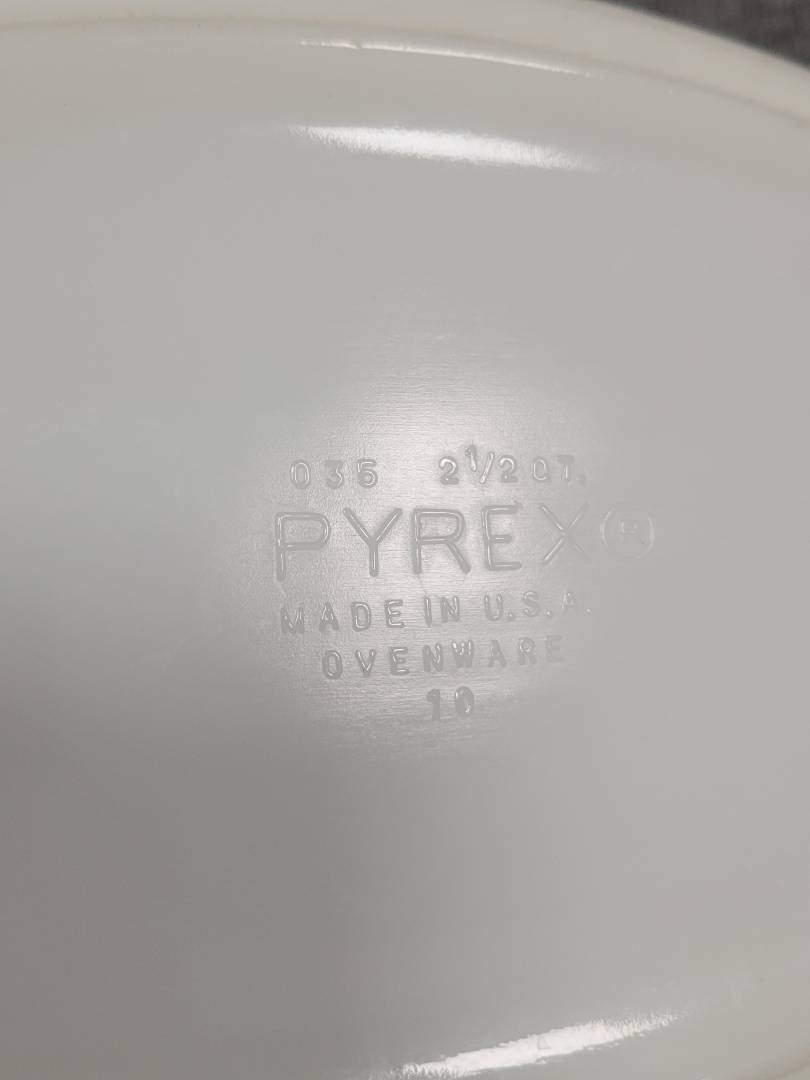 035 2 1/2 QT.
PYREX®
MADE IN U.S.A.
OVENWARE
10